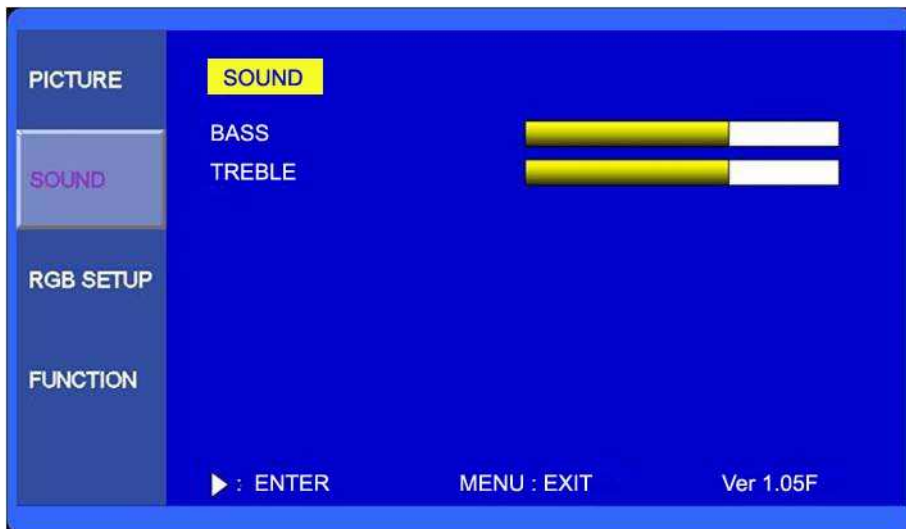 PICTURE
SOUND
RGB SETUP
FUNCTION
SOUND
BASS
TREBLE
▶ : ENTER MENU : EXIT Ver 1.05F